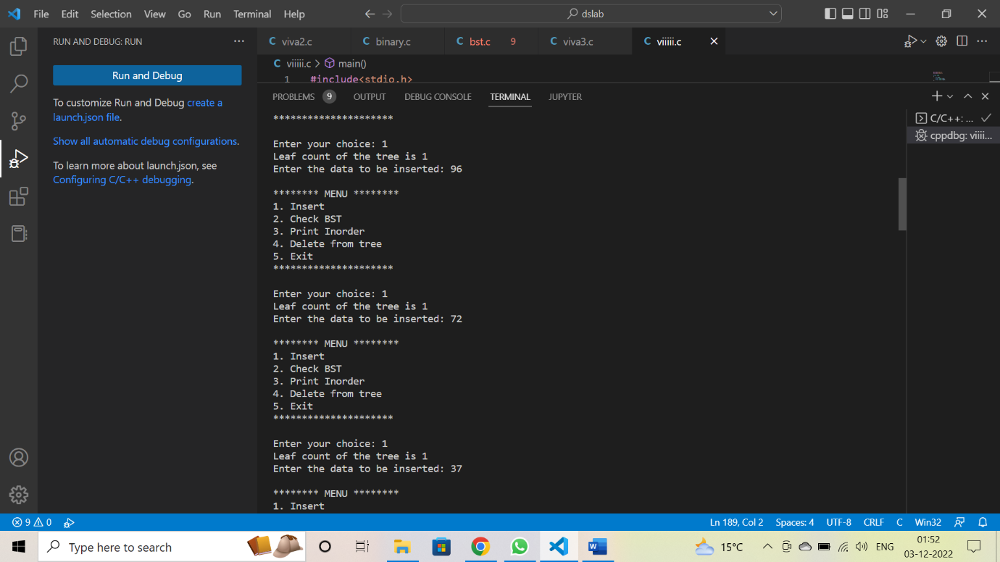 File Edit Selection View Go Run Terminal Help
dslab
RUN AND DEBUG: RUN
Run and Debug
To customize Run and Debug create a
launch.json file.
Show all automatic debug configurations.
To learn more about launch.json, see
Configuring C/C++ debugging.
C viva2.c C binary.c C bst.c 9 C viva3.c C viiiii.c
C viiiii.c > main()
1 #include<stdio.h>
PROBLEMS 9 OUTPUT DEBUG CONSOLE TERMINAL JUPYTER
C/C++: ...
cppdbg: viiii...
*********************
Enter your choice: 1
Leaf count of the tree is 1
Enter the data to be inserted: 96
******** MENU ********
1. Insert
2. Check BST
3. Print Inorder
4. Delete from tree
5. Exit
*********************
Enter your choice: 1
Leaf count of the tree is 1
Enter the data to be inserted: 72
******** MENU ********
1. Insert
2. Check BST
3. Print Inorder
4. Delete from tree
5. Exit
*********************
Enter your choice: 1
Leaf count of the tree is 1
Enter the data to be inserted: 37
******** MENU ********
1. Insert
9 0 Ln 189, Col 2 Spaces: 4 UTF-8 CRLF C Win32
Type here to search
15°C ENG
01:52
03-12-2022